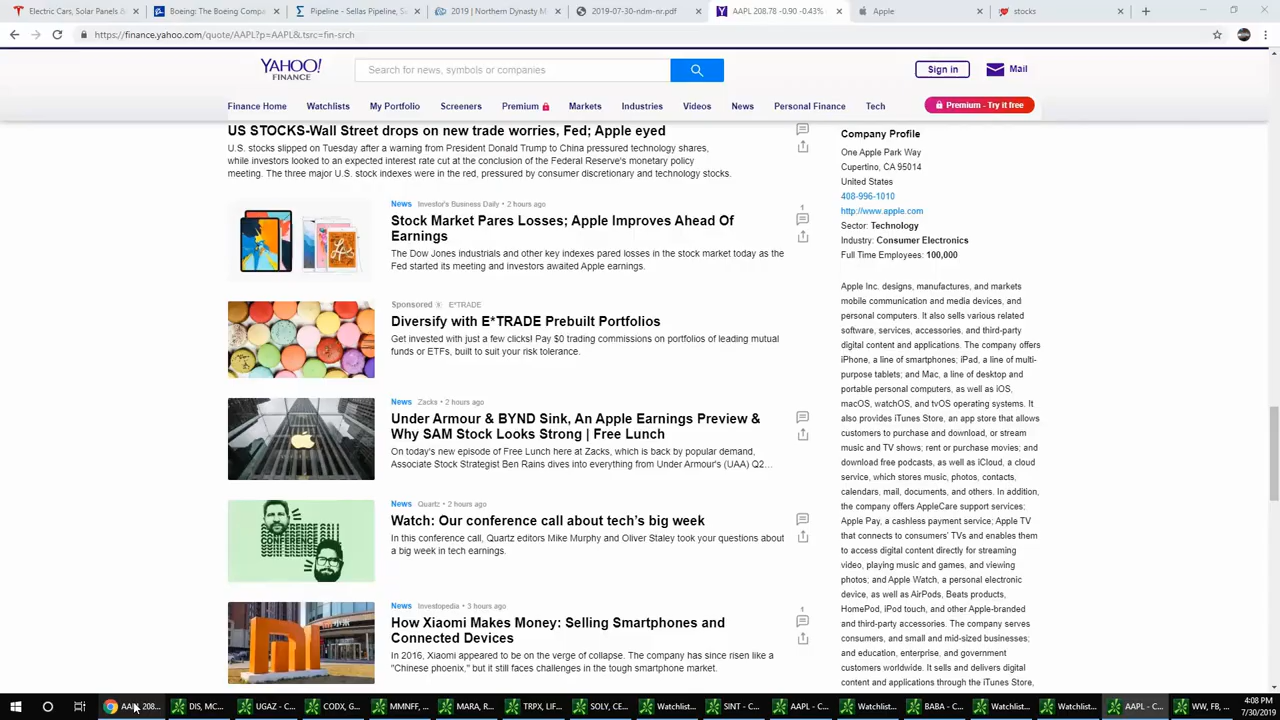 Electric Cars, Solar Panels &
Boeing: The Boeing Compa
Pipeline - Sellas Pipeline, S
2019 | Northern Dynasty M
2019-07-30-ndm-nr.pdf
AAPL 208.78 -0.90 -0.43%
Apple
stocks
https://finance.yahoo.com/quote/AAPL?p=AAPL&.tsrc=fin-srch
YAHOO!
FINANCE
Search for news, symbols or companies
Sign in
Mail
Finance Home
Watchlists
My Portfolio
Screeners
Premium
Markets
Industries
Videos
News
Personal Finance
Tech
Premium - Try it free
US STOCKS-Wall Street drops on new trade worries, Fed; Apple eyed
U.S. stocks slipped on Tuesday after a warning from President Donald Trump to China pressured technology shares,
while investors looked to an expected interest rate cut at the conclusion of the Federal Reserve's monetary policy
meeting. The three major U.S. stock indexes were in the red, pressured by consumer discretionary and technology stocks.
News Investor's Business Daily • 2 hours ago
1
Stock Market Pares Losses; Apple Improves Ahead Of
Earnings
The Dow Jones industrials and other key indexes pared losses in the stock market today as the
Fed started its meeting and investors awaited Apple earnings.
Sponsored E*TRADE
Diversify with E*TRADE Prebuilt Portfolios
Get invested with just a few clicks! Pay $0 trading commissions on portfolios of leading mutual
funds or ETFs, built to suit your risk tolerance.
News Zacks • 2 hours ago
Under Armour & BYND Sink, An Apple Earnings Preview &
Why SAM Stock Looks Strong | Free Lunch
On today's new episode of Free Lunch here at Zacks, which is back by popular demand,
Associate Stock Strategist Ben Rains dives into everything from Under Armour's (UAA) Q2...
CONFERENCE CALL
News Quartz • 2 hours ago
Watch: Our conference call about tech's big week
In this conference call, Quartz editors Mike Murphy and Oliver Staley took your questions about
a big week in tech earnings.
News Investopedia • 3 hours ago
1
How Xiaomi Makes Money: Selling Smartphones and
Connected Devices
In 2016, Xiaomi appeared to be on the verge of collapse. The company has since risen like a
"Chinese phoenix," but it still faces challenges in the tough smartphone market.
Company Profile
One Apple Park Way
Cupertino, CA 95014
United States
408-996-1010
http://www.apple.com
Sector: Technology
Industry: Consumer Electronics
Full Time Employees: 100,000
Apple Inc. designs, manufactures, and markets
mobile communication and media devices, and
personal computers. It also sells various related
software, services, accessories, and third-party
digital content and applications. The company offers
iPhone, a line of smartphones; iPad, a line of multi-
purpose tablets; and Mac, a line of desktop and
portable personal computers, as well as iOS,
macOS, watchOS, and tvOS operating systems. It
also provides iTunes Store, an app store that allows
customers to purchase and download, or stream
music and TV shows; rent or purchase movies; and
download free podcasts, as well as iCloud, a cloud
service, which stores music, photos, contacts,
calendars, mail, documents, and others. In addition,
the company offers AppleCare support services;
Apple Pay, a cashless payment service; Apple TV
that connects to consumers' TVs and enables them
to access digital content directly for streaming
video, playing music and games, and viewing
photos; and Apple Watch, a personal electronic
device, as well as AirPods, Beats products,
HomePod, iPod touch, and other Apple-branded
and third-party accessories. The company serves
consumers, and small and mid-sized businesses;
and education, enterprise, and government
customers worldwide. It sells and delivers digital
content and applications through the iTunes Store,
AAPL 208...
DIS, MC...
UGAZ - C...
CODX, G...
MMNFF, ...
MARA, R...
TRPX, LIF...
SOLY, CE...
Watchlist...
SINT - C...
AAPL - C...
Watchlist...
BABA - C...
Watchlist...
AAPL - C...
WW, FB, ...
4:08 PM
7/30/2019